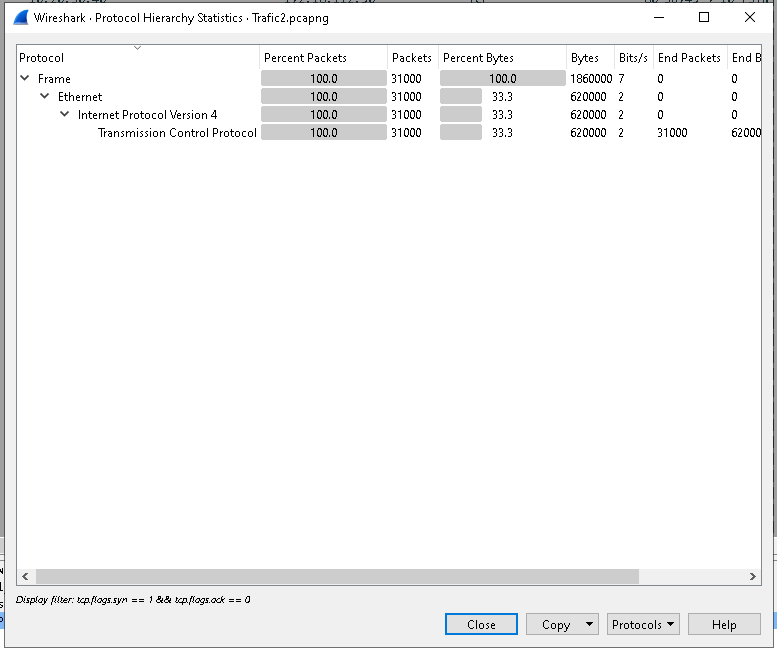 Wireshark · Protocol Hierarchy Statistics · Trafic2.pcapng
Protocol Percent Packets Packets Percent Bytes Bytes Bits/s End Packets End B
Frame 100.0 31000 100.0 1860000 7 0 0
Ethernet 100.0 31000 33.3 620000 2 0 0
Internet Protocol Version 4 100.0 31000 33.3 620000 2 0 0
Transmission Control Protocol 100.0 31000 33.3 620000 2 31000 62000
Display filter: tcp.flags.syn == 1 && tcp.flags.ack == 0
Close Copy Protocols Help